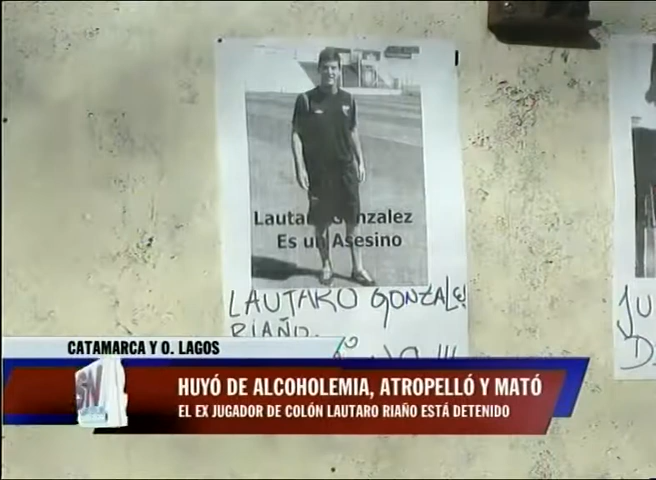 Lautaro Gonzalez
Es un Asesino
LAUTARO GONZALEZ
RIAÑO
CATAMARCA Y O. LAGOS
SN
HUYÓ DE ALCOHOLEMIA, ATROPELLÓ Y MATÓ
EL EX JUGADOR DE COLÓN LAUTARO RIAÑO ESTÁ DETENIDO